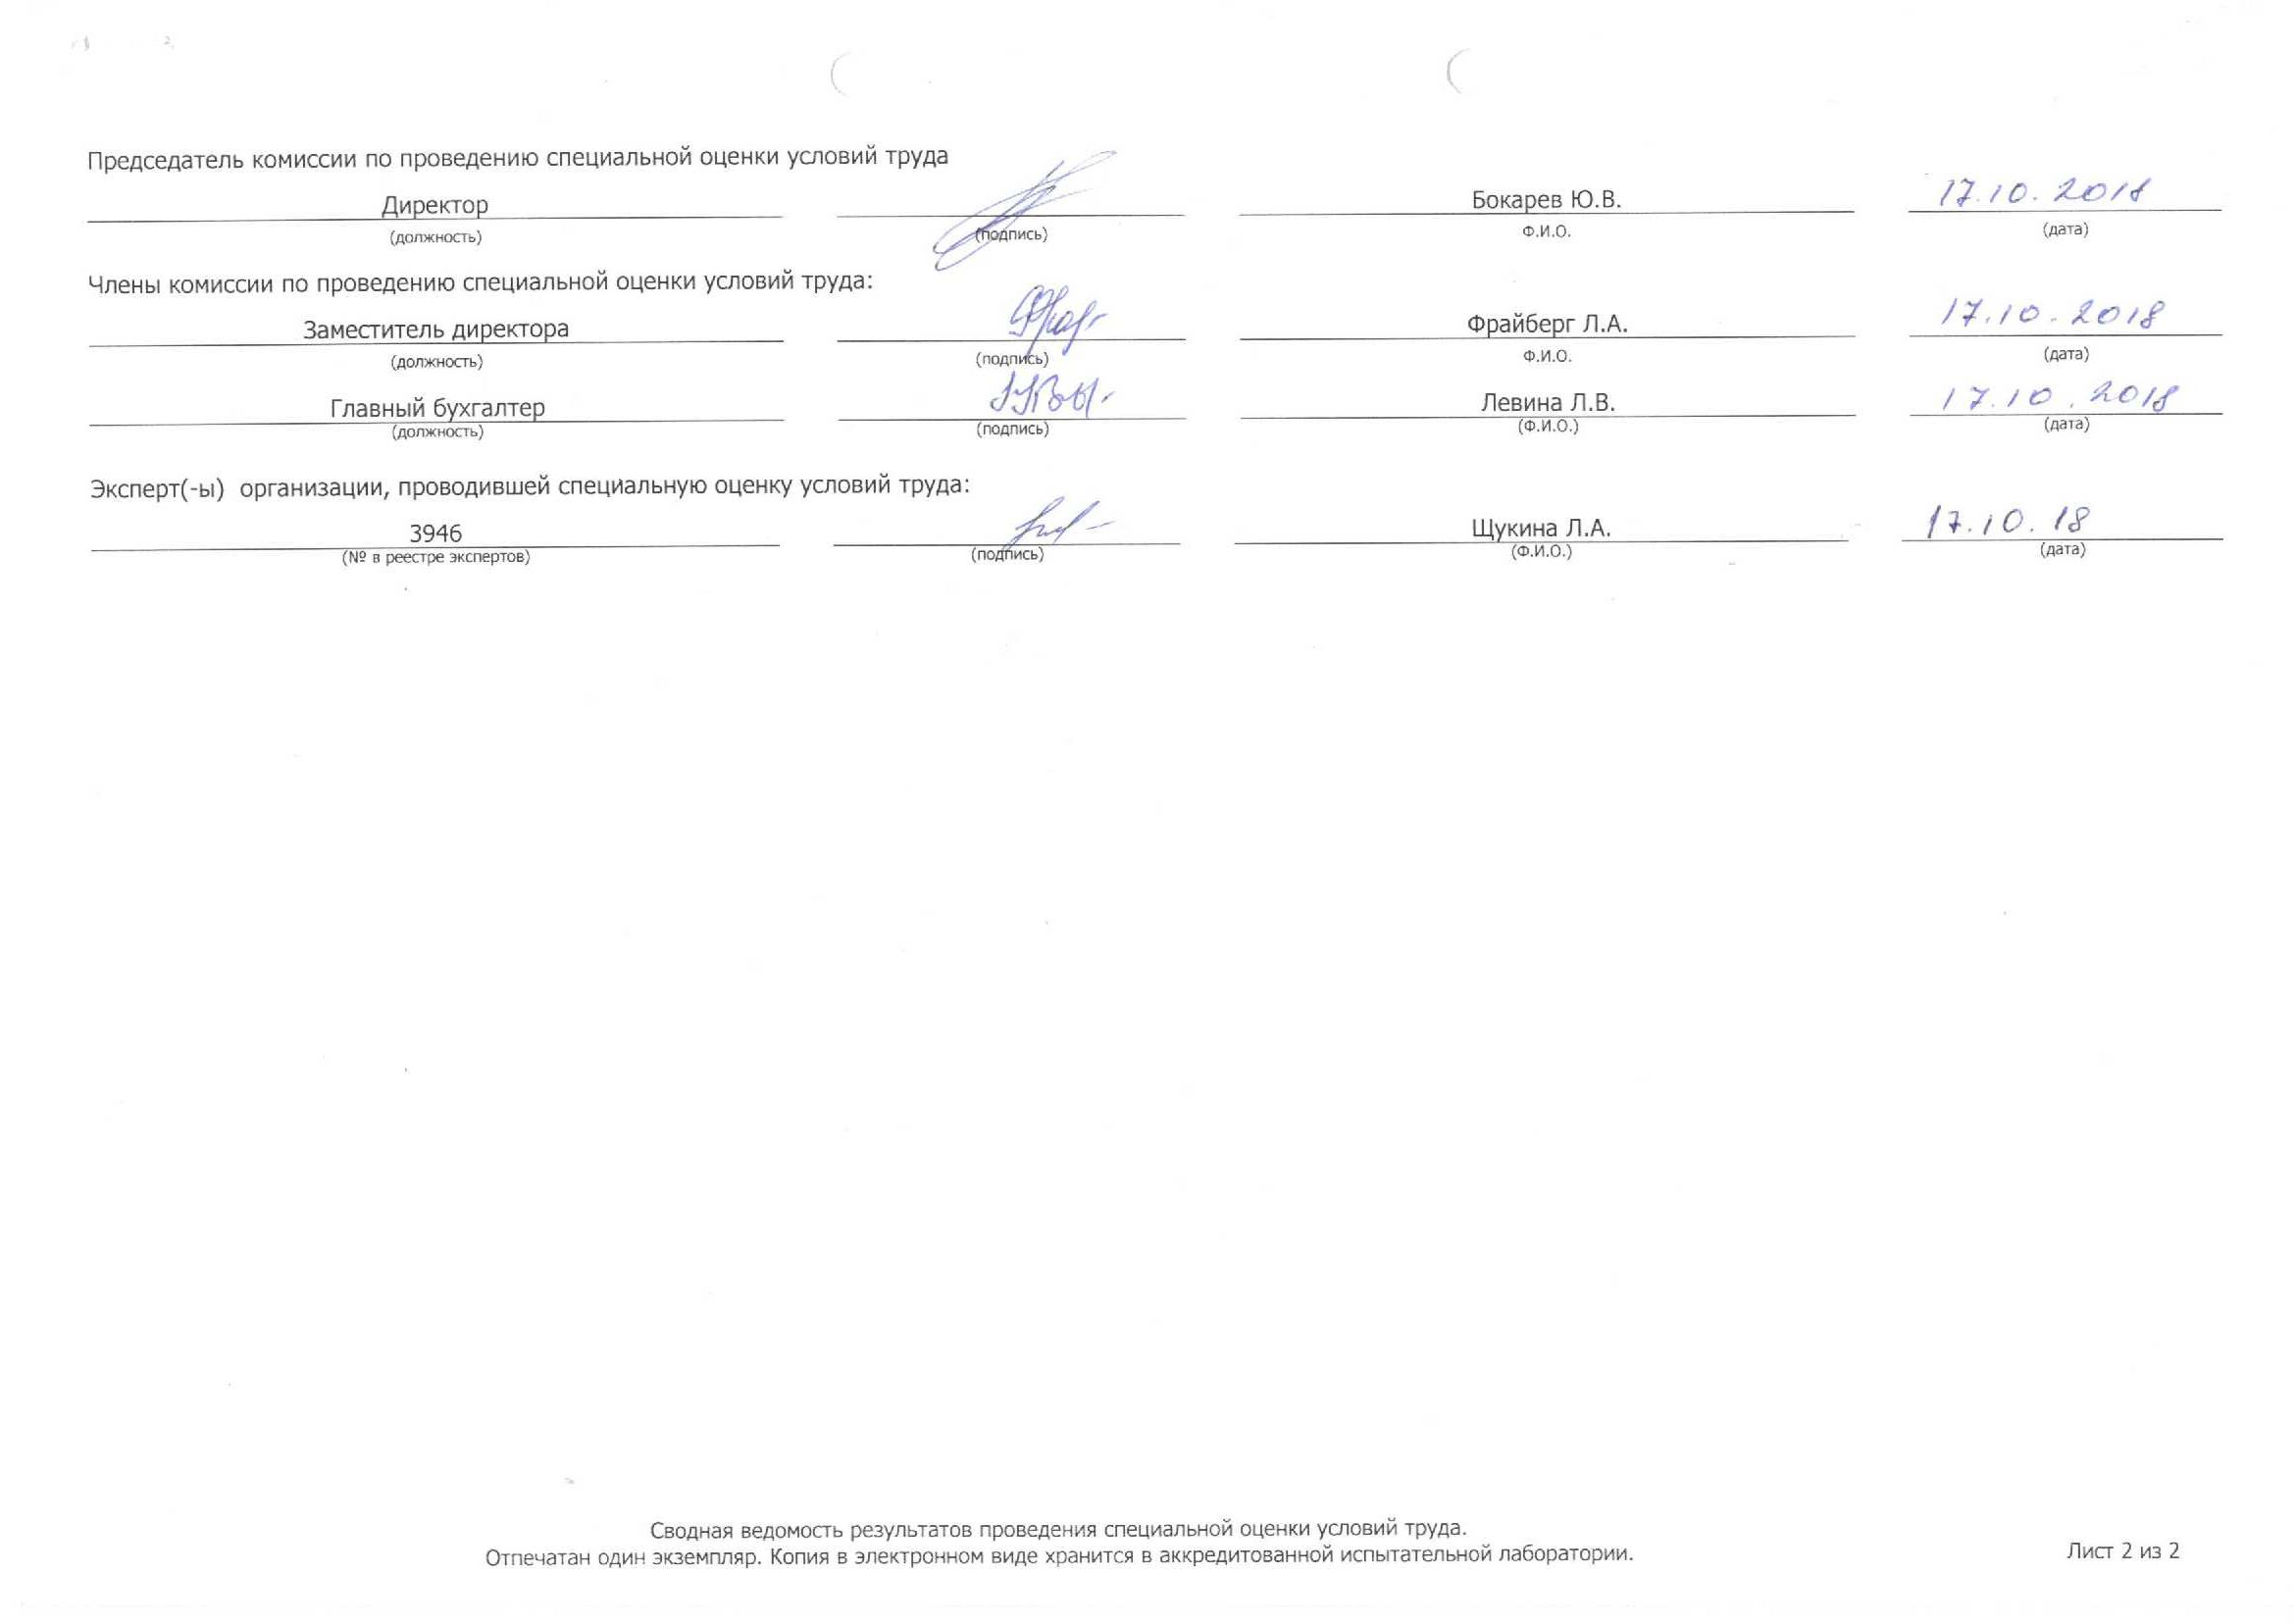 Председатель комиссии по проведению специальной оценки условий труда
Директор Бокарев Ю.В. 17.10.2018
(должность) (подпись) Ф.И.О. (дата)
Члены комиссии по проведению специальной оценки условий труда:
Заместитель директора Фрайберг Л.А. 17.10.2018
(должность) (подпись) Ф.И.О. (дата)
Главный бухгалтер Левина Л.В. 17.10.2018
(должность) (подпись) (Ф.И.О.) (дата)
Эксперт(-ы) организации, проводившей специальную оценку условий труда:
3946 Щукина Л.А. 17.10.18
(№ в реестре экспертов) (подпись) (Ф.И.О.) (дата)
Сводная ведомость результатов проведения специальной оценки условий труда.
Отпечатан один экземпляр. Копия в электронном виде хранится в аккредитованной испытательной лаборатории.
Лист 2 из 2